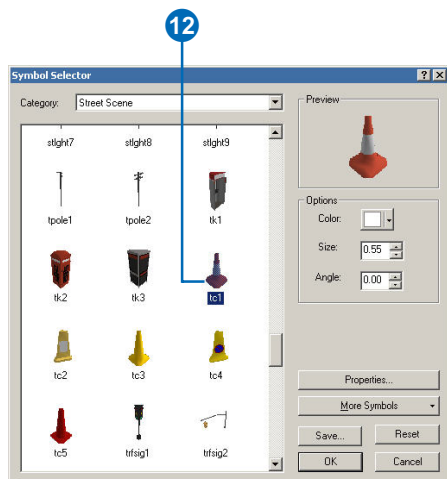 12
Symbol Selector
Category: Street Scene
stlght7 stlght8 stlght9
tpole1 tpole2 tk1
tk2 tk3 tc1
tc2 tc3 tc4
tc5 trfsig1 trfsig2
Preview
Options
Color:
Size: 0.55
Angle: 0.00
Properties...
More Symbols
Save... Reset
OK Cancel